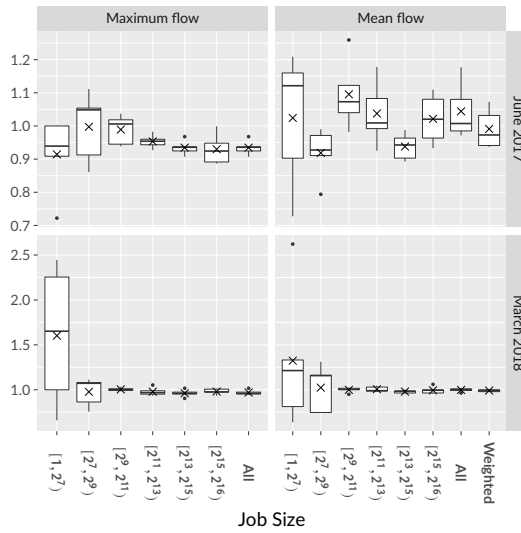 Maximum flow
Mean flow
1.2
1.1
1.0
0.9
0.8
0.7
June 2017
2.5
2.0
1.5
1.0
March 2018
[1, 2⁷)
[2⁷, 2⁹)
[2⁹, 2¹¹)
[2¹¹, 2¹³)
[2¹³, 2¹⁵)
[2¹⁵, 2¹⁶)
All
[1, 2⁷)
[2⁷, 2⁹)
[2⁹, 2¹¹)
[2¹¹, 2¹³)
[2¹³, 2¹⁵)
[2¹⁵, 2¹⁶)
All
Weighted
Job Size